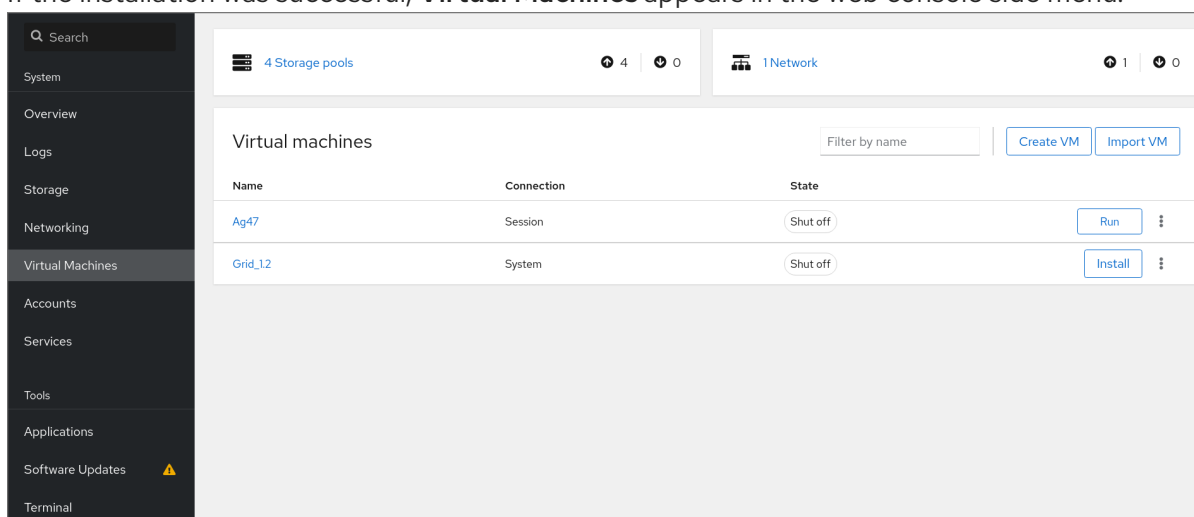 If the installation was successful, Virtual Machines appears in the web console side menu.
Search
System
Overview
Logs
Storage
Networking
Virtual Machines
Accounts
Services
Tools
Applications
Software Updates
Terminal
4 Storage pools 4 0
1 Network 1 0
Virtual machines Filter by name Create VM Import VM
Name Connection State
Ag47 Session Shut off Run
Grid_1.2 System Shut off Install